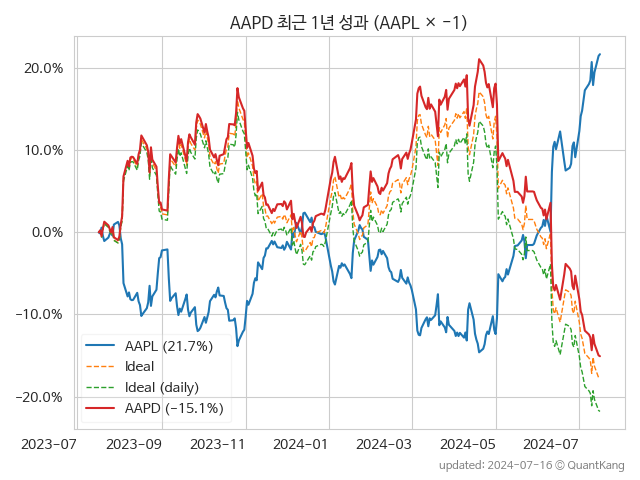 AAPD 최근 1년 성과 (AAPL × −1)
20.0%
10.0%
0.0%
−10.0%
−20.0%
AAPL (21.7%)
Ideal
Ideal (daily)
AAPD (−15.1%)
2023−07
2023−09
2023−11
2024−01
2024−03
2024−05
2024−07
updated: 2024−07−16 © QuantKang